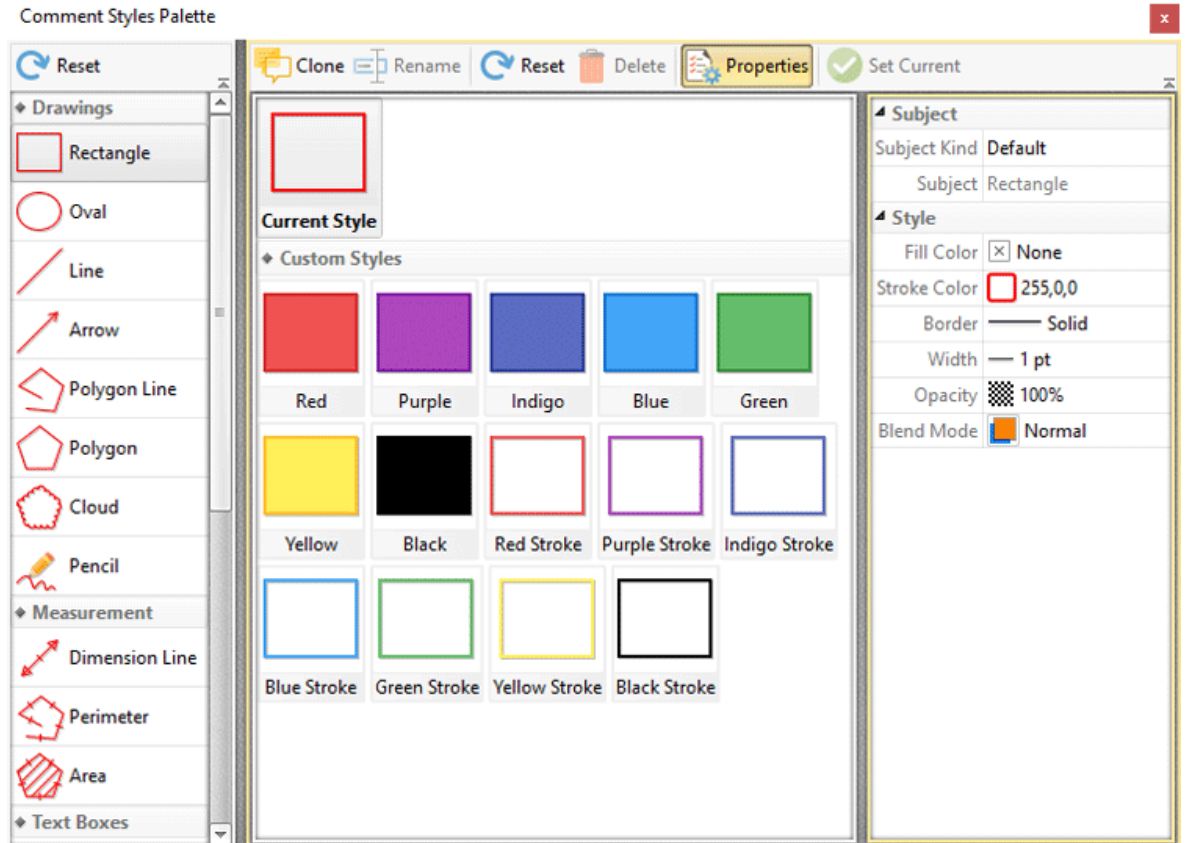 Comment Styles Palette
x
Reset
Clone Rename Reset Delete Properties Set Current
Drawings
Rectangle
Oval
Line
Arrow
Polygon Line
Polygon
Cloud
Pencil
Measurement
Dimension Line
Perimeter
Area
Text Boxes
Current Style
Custom Styles
Red Purple Indigo Blue Green
Yellow Black Red Stroke Purple Stroke Indigo Stroke
Blue Stroke Green Stroke Yellow Stroke Black Stroke
Subject
Subject Kind Default
Subject Rectangle
Style
Fill Color None
Stroke Color 255,0,0
Border Solid
Width 1 pt
Opacity 100%
Blend Mode Normal